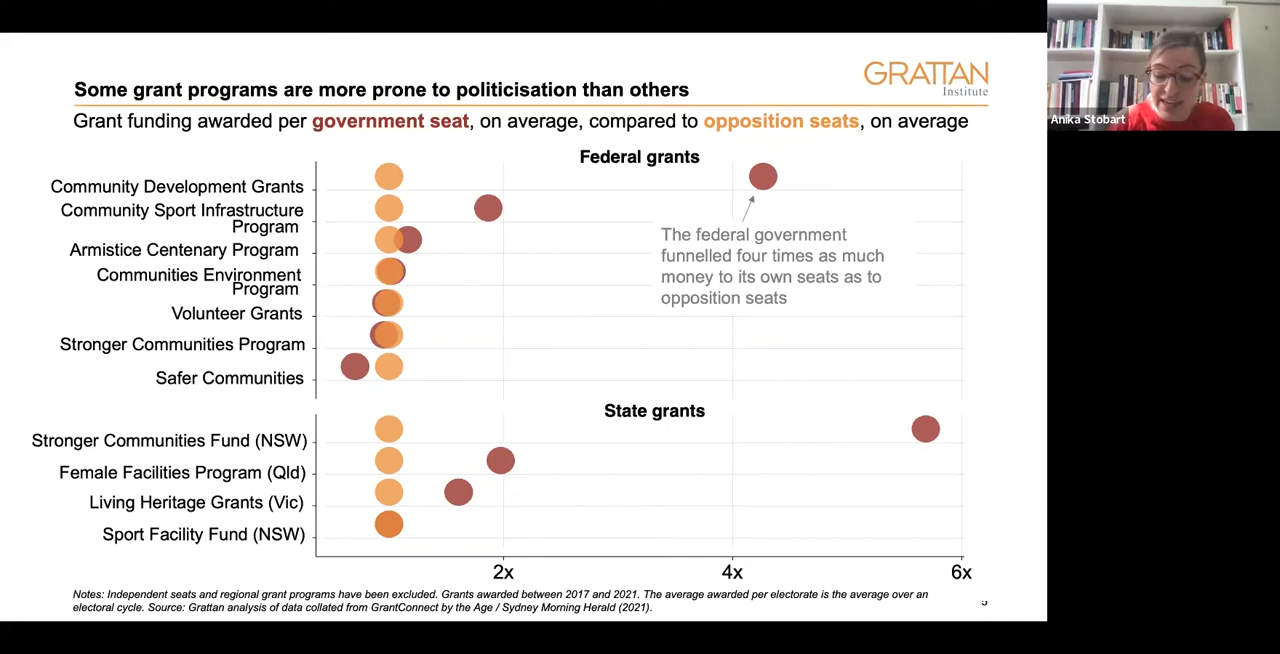 GRATTAN
Institute
Some grant programs are more prone to politicisation than others
Grant funding awarded per government seat, on average, compared to opposition seats, on average
Anika Stobart
Federal grants
Community Development Grants
Community Sport Infrastructure
Program
Armistice Centenary Program
Communities Environment
Program
Volunteer Grants
Stronger Communities Program
Safer Communities
The federal government
funnelled four times as much
money to its own seats as to
opposition seats
State grants
Stronger Communities Fund (NSW)
Female Facilities Program (Qld)
Living Heritage Grants (Vic)
Sport Facility Fund (NSW)
2x 4x 6x
Notes: Independent seats and regional grant programs have been excluded. Grants awarded between 2017 and 2021. The average awarded per electorate is the average over an
electoral cycle. Source: Grattan analysis of data collated from GrantConnect by the Age / Sydney Morning Herald (2021).